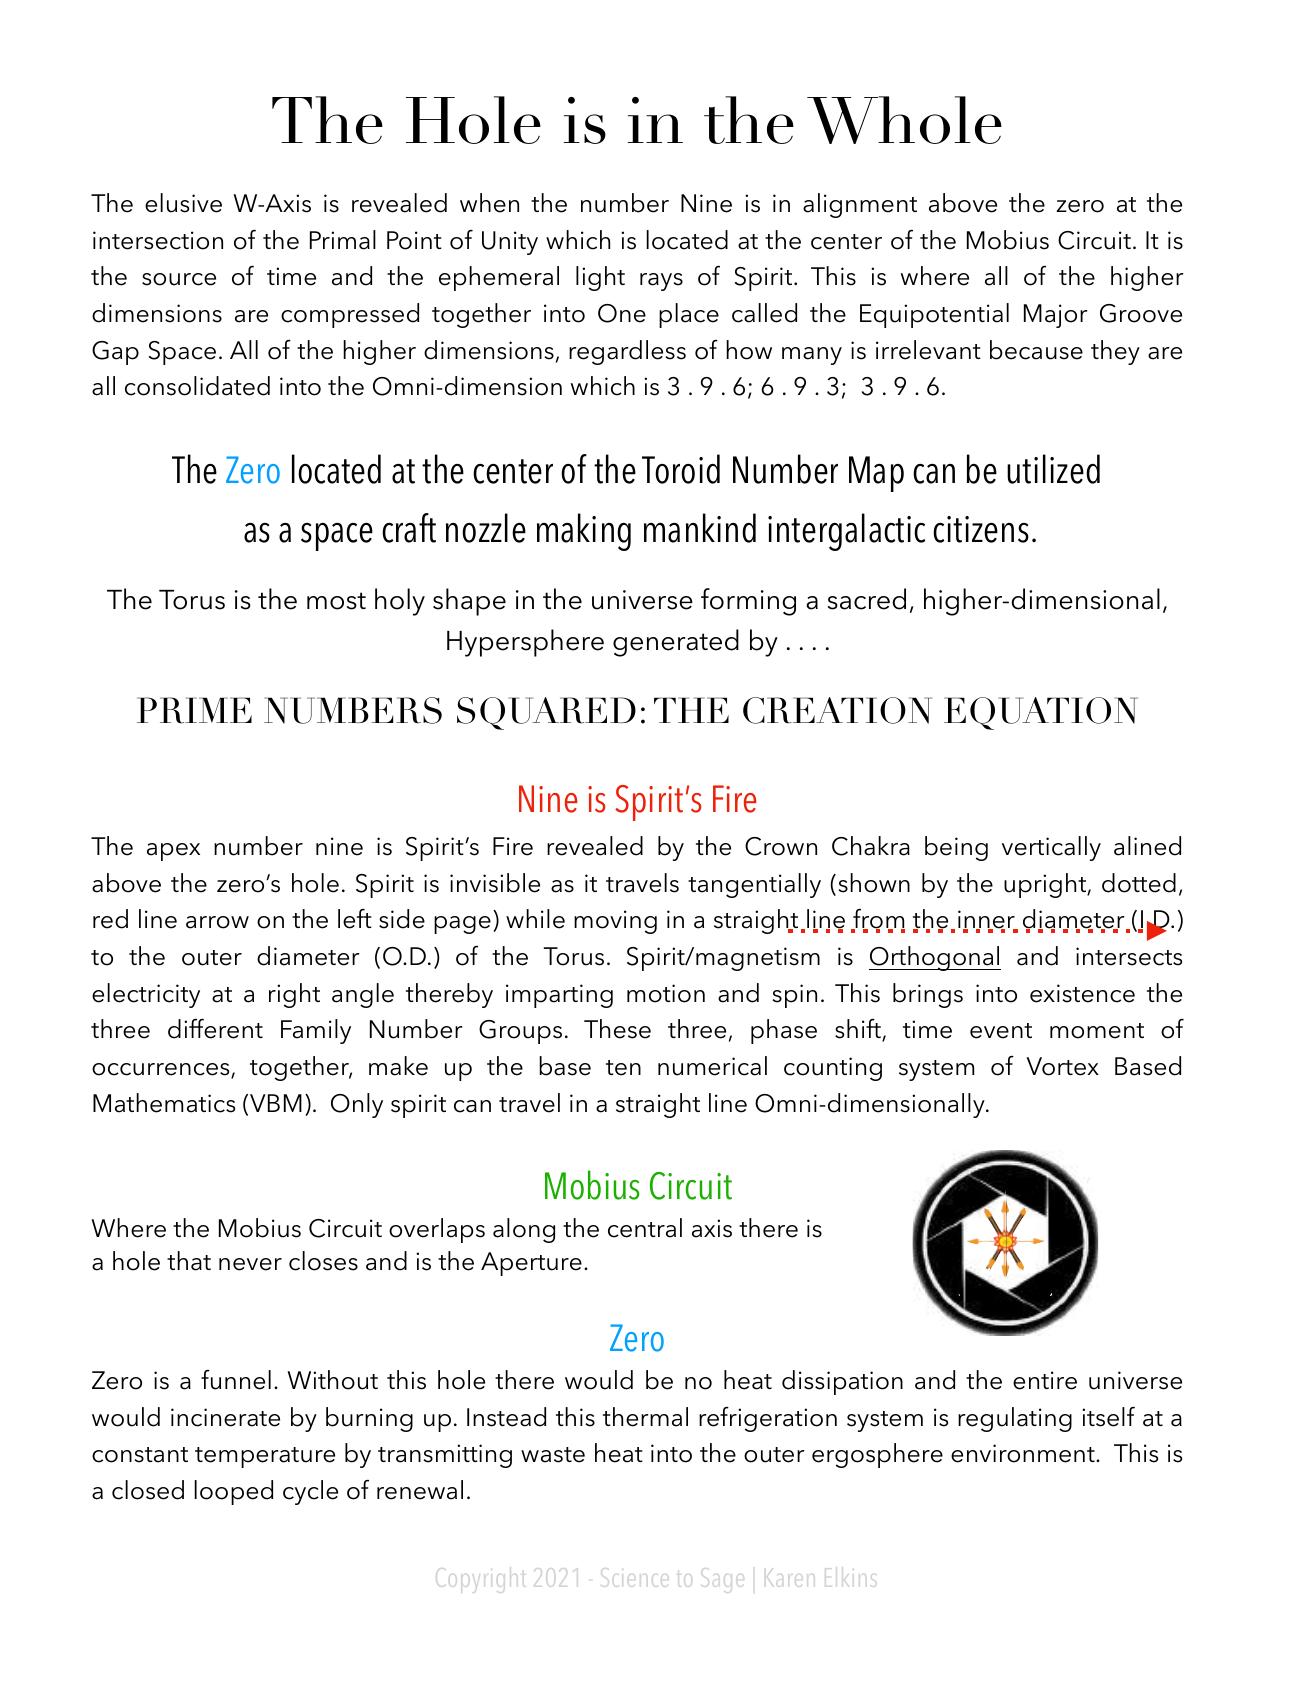 The Hole is in the Whole
The elusive W-Axis is revealed when the number Nine is in alignment above the zero at the
intersection of the Primal Point of Unity which is located at the center of the Mobius Circuit. It is
the source of time and the ephemeral light rays of Spirit. This is where all of the higher
dimensions are compressed together into One place called the Equipotential Major Groove
Gap Space. All of the higher dimensions, regardless of how many is irrelevant because they are
all consolidated into the Omni-dimension which is 3 . 9 . 6; 6 . 9 . 3;  3 . 9 . 6.
The Zero located at the center of the Toroid Number Map can be utilized
as a space craft nozzle making mankind intergalactic citizens.
The Torus is the most holy shape in the universe forming a sacred, higher-dimensional,
Hypersphere generated by . . . .
PRIME NUMBERS SQUARED: THE CREATION EQUATION
Nine is Spirit’s Fire
The apex number nine is Spirit’s Fire revealed by the Crown Chakra being vertically alined
above the zero’s hole. Spirit is invisible as it travels tangentially (shown by the upright, dotted,
red line arrow on the left side page) while moving in a straight line from the inner diameter (I.D.)
to the outer diameter (O.D.) of the Torus. Spirit/magnetism is Orthogonal and intersects
electricity at a right angle thereby imparting motion and spin. This brings into existence the
three different Family Number Groups. These three, phase shift, time event moment of
occurrences, together, make up the base ten numerical counting system of Vortex Based
Mathematics (VBM).  Only spirit can travel in a straight line Omni-dimensionally.
Mobius Circuit
Where the Mobius Circuit overlaps along the central axis there is
a hole that never closes and is the Aperture.
Zero
Zero is a funnel. Without this hole there would be no heat dissipation and the entire universe
would incinerate by burning up. Instead this thermal refrigeration system is regulating itself at a
constant temperature by transmitting waste heat into the outer ergosphere environment.  This is
a closed looped cycle of renewal.
Copyright 2021 - Science to Sage | Karen Elkins